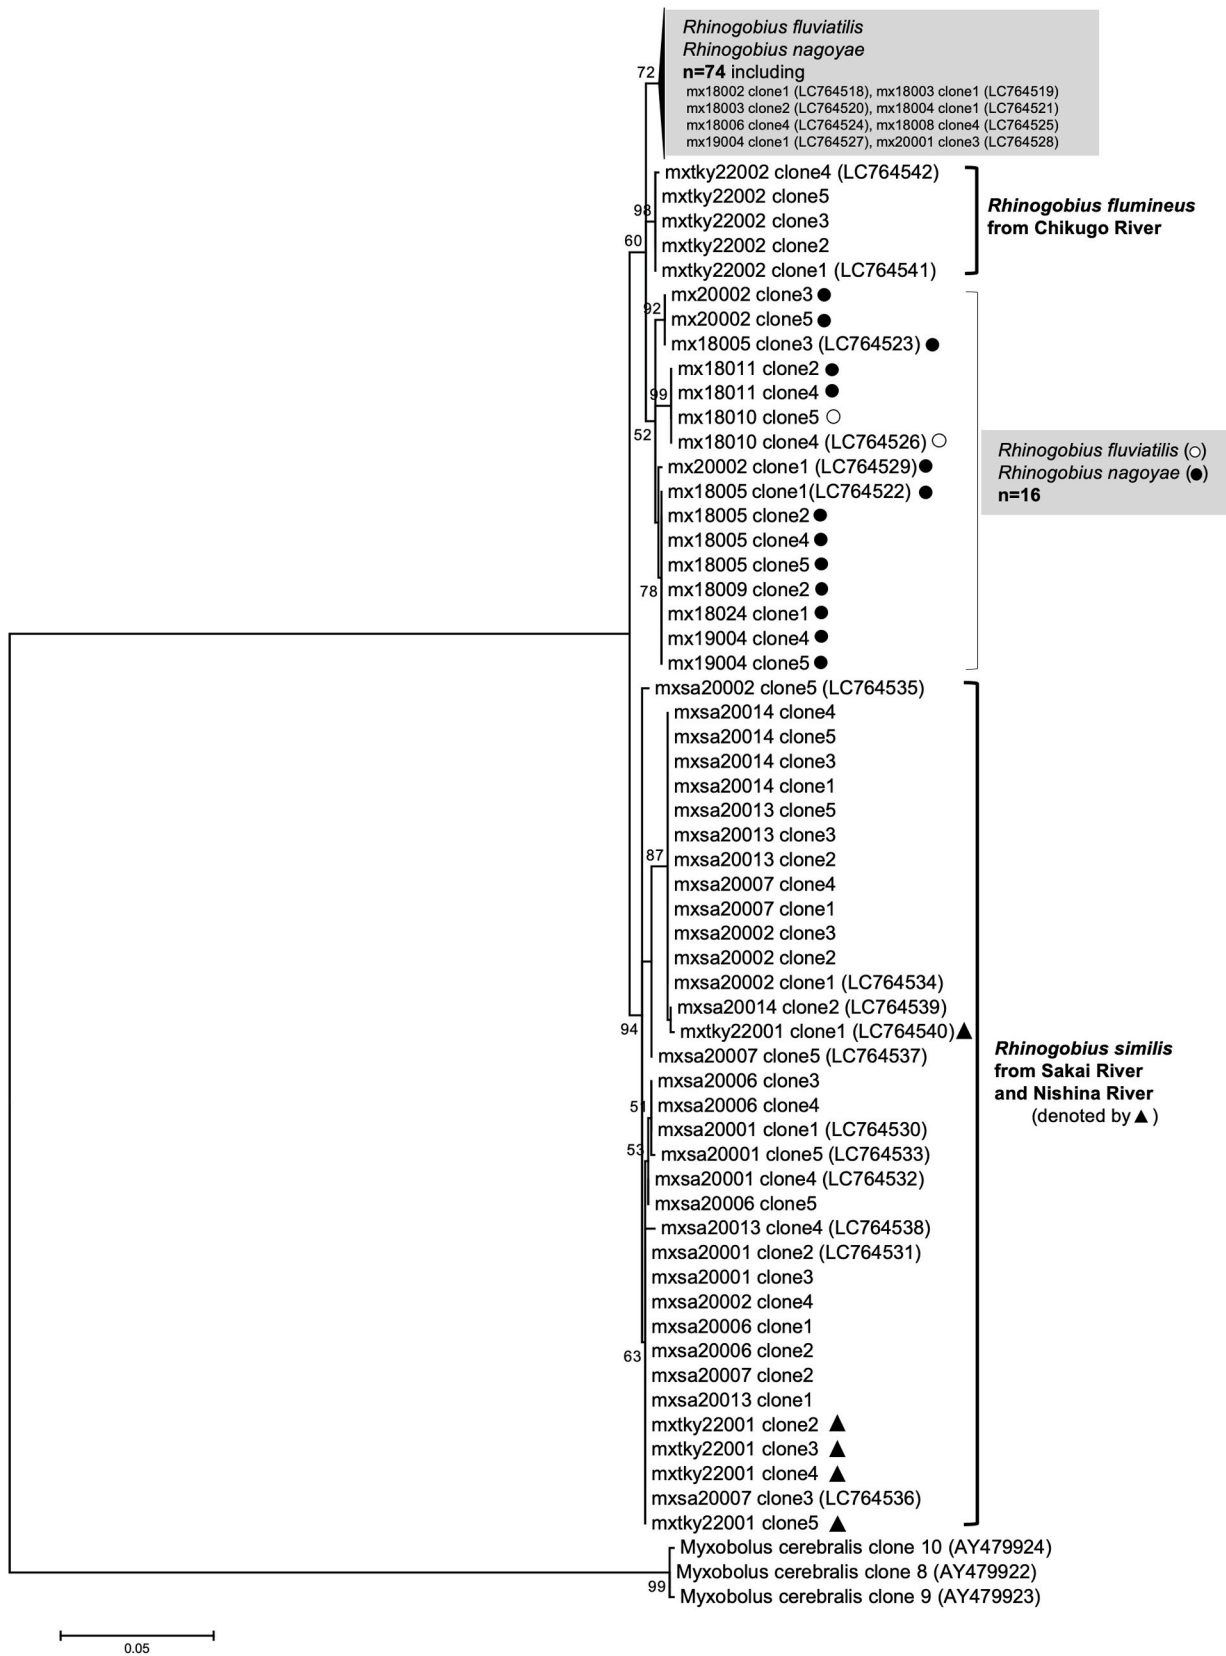 Rhinogobius fluviatilis
Rhinogobius nagoyae
n=74 including
mx18002 clone1 (LC764518), mx18003 clone1 (LC764519)
mx18003 clone2 (LC764520), mx18004 clone1 (LC764521)
mx18006 clone4 (LC764524), mx18008 clone4 (LC764525)
mx19004 clone1 (LC764527), mx20001 clone3 (LC764528)
72
mxtky22002 clone4 (LC764542)
mxtky22002 clone5
98
mxtky22002 clone3
mxtky22002 clone2
60
mxtky22002 clone1 (LC764541)
Rhinogobius flumineus
from Chikugo River
mx20002 clone3 ●
92
mx20002 clone5 ●
mx18005 clone3 (LC764523) ●
mx18011 clone2 ●
99
mx18011 clone4 ●
mx18010 clone5 ○
52
mx18010 clone4 (LC764526) ○
mx20002 clone1 (LC764529) ●
mx18005 clone1(LC764522) ●
mx18005 clone2 ●
mx18005 clone4 ●
mx18005 clone5 ●
78
mx18009 clone2 ●
mx18024 clone1 ●
mx19004 clone4 ●
mx19004 clone5 ●
Rhinogobius fluviatilis (○)
Rhinogobius nagoyae (●)
n=16
mxsa20002 clone5 (LC764535)
mxsa20014 clone4
mxsa20014 clone5
mxsa20014 clone3
mxsa20014 clone1
mxsa20013 clone5
mxsa20013 clone3
87
mxsa20013 clone2
mxsa20007 clone4
mxsa20007 clone1
mxsa20002 clone3
mxsa20002 clone2
mxsa20002 clone1 (LC764534)
mxsa20014 clone2 (LC764539)
94
mxtky22001 clone1 (LC764540) ▲
mxsa20007 clone5 (LC764537)
mxsa20006 clone3
mxsa20006 clone4
mxsa20001 clone1 (LC764530)
53
mxsa20001 clone5 (LC764533)
mxsa20001 clone4 (LC764532)
mxsa20006 clone5
mxsa20013 clone4 (LC764538)
mxsa20001 clone2 (LC764531)
mxsa20001 clone3
mxsa20002 clone4
mxsa20006 clone1
mxsa20006 clone2
63
mxsa20007 clone2
mxsa20013 clone1
mxtky22001 clone2 ▲
mxtky22001 clone3 ▲
mxtky22001 clone4 ▲
mxsa20007 clone3 (LC764536)
mxtky22001 clone5 ▲
Rhinogobius similis
from Sakai River
and Nishina River
(denoted by ▲ )
Myxobolus cerebralis clone 10 (AY479924)
Myxobolus cerebralis clone 8 (AY479922)
99
Myxobolus cerebralis clone 9 (AY479923)
0.05